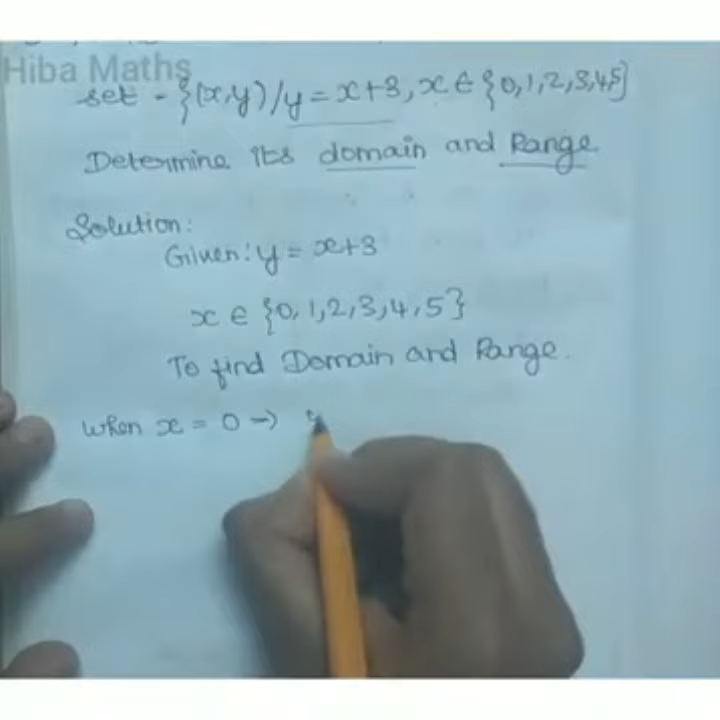 Hiba Maths
set - {(x,y)/y = x+3, x ∈ {0,1,2,3,4,5}
Determine its domain and Range
Solution:
Given: y = x+3
x ∈ {0,1,2,3,4,5}
To find Domain and Range.
when x = 0 →